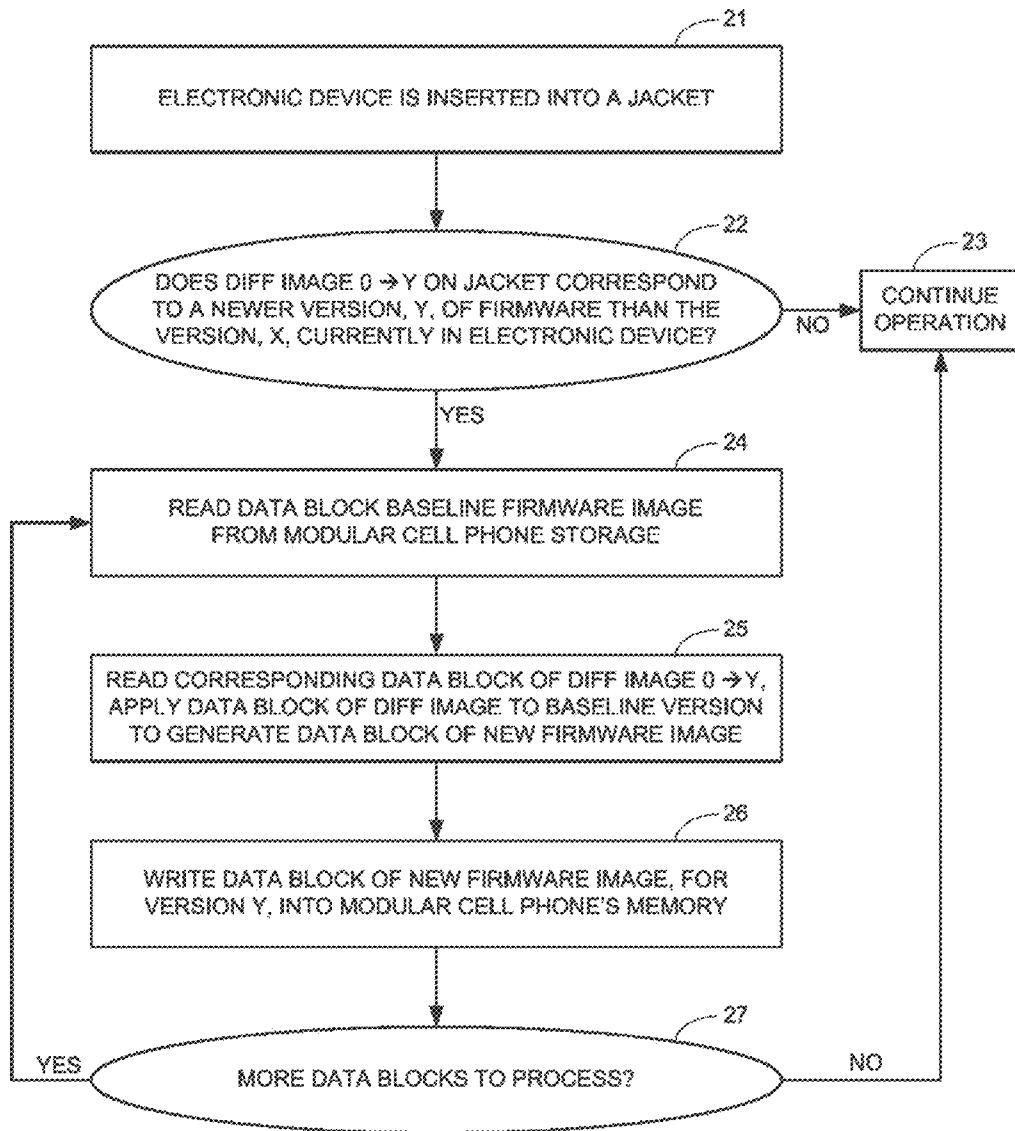 21
ELECTRONIC DEVICE IS INSERTED INTO A JACKET
22
DOES DIFF IMAGE 0 → Y ON JACKET CORRESPOND
TO A NEWER VERSION, Y, OF FIRMWARE THAN THE
VERSION, X, CURRENTLY IN ELECTRONIC DEVICE?
NO
23
CONTINUE
OPERATION
YES
24
READ DATA BLOCK BASELINE FIRMWARE IMAGE
FROM MODULAR CELL PHONE STORAGE
25
READ CORRESPONDING DATA BLOCK OF DIFF IMAGE 0 → Y,
APPLY DATA BLOCK OF DIFF IMAGE TO BASELINE VERSION
TO GENERATE DATA BLOCK OF NEW FIRMWARE IMAGE
26
WRITE DATA BLOCK OF NEW FIRMWARE IMAGE, FOR
VERSION Y, INTO MODULAR CELL PHONE'S MEMORY
27
YES
MORE DATA BLOCKS TO PROCESS?
NO